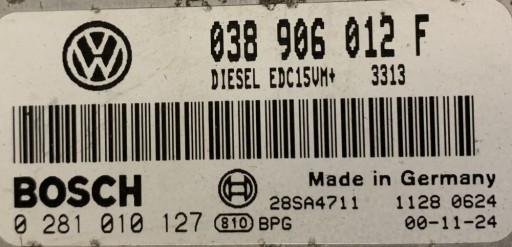 038 906 012 F
DIESEL EDC15VM+ 3313
BOSCH
Made in Germany
28SA4711 1128 0624
0 281 010 127 810 BPG 00-11-24